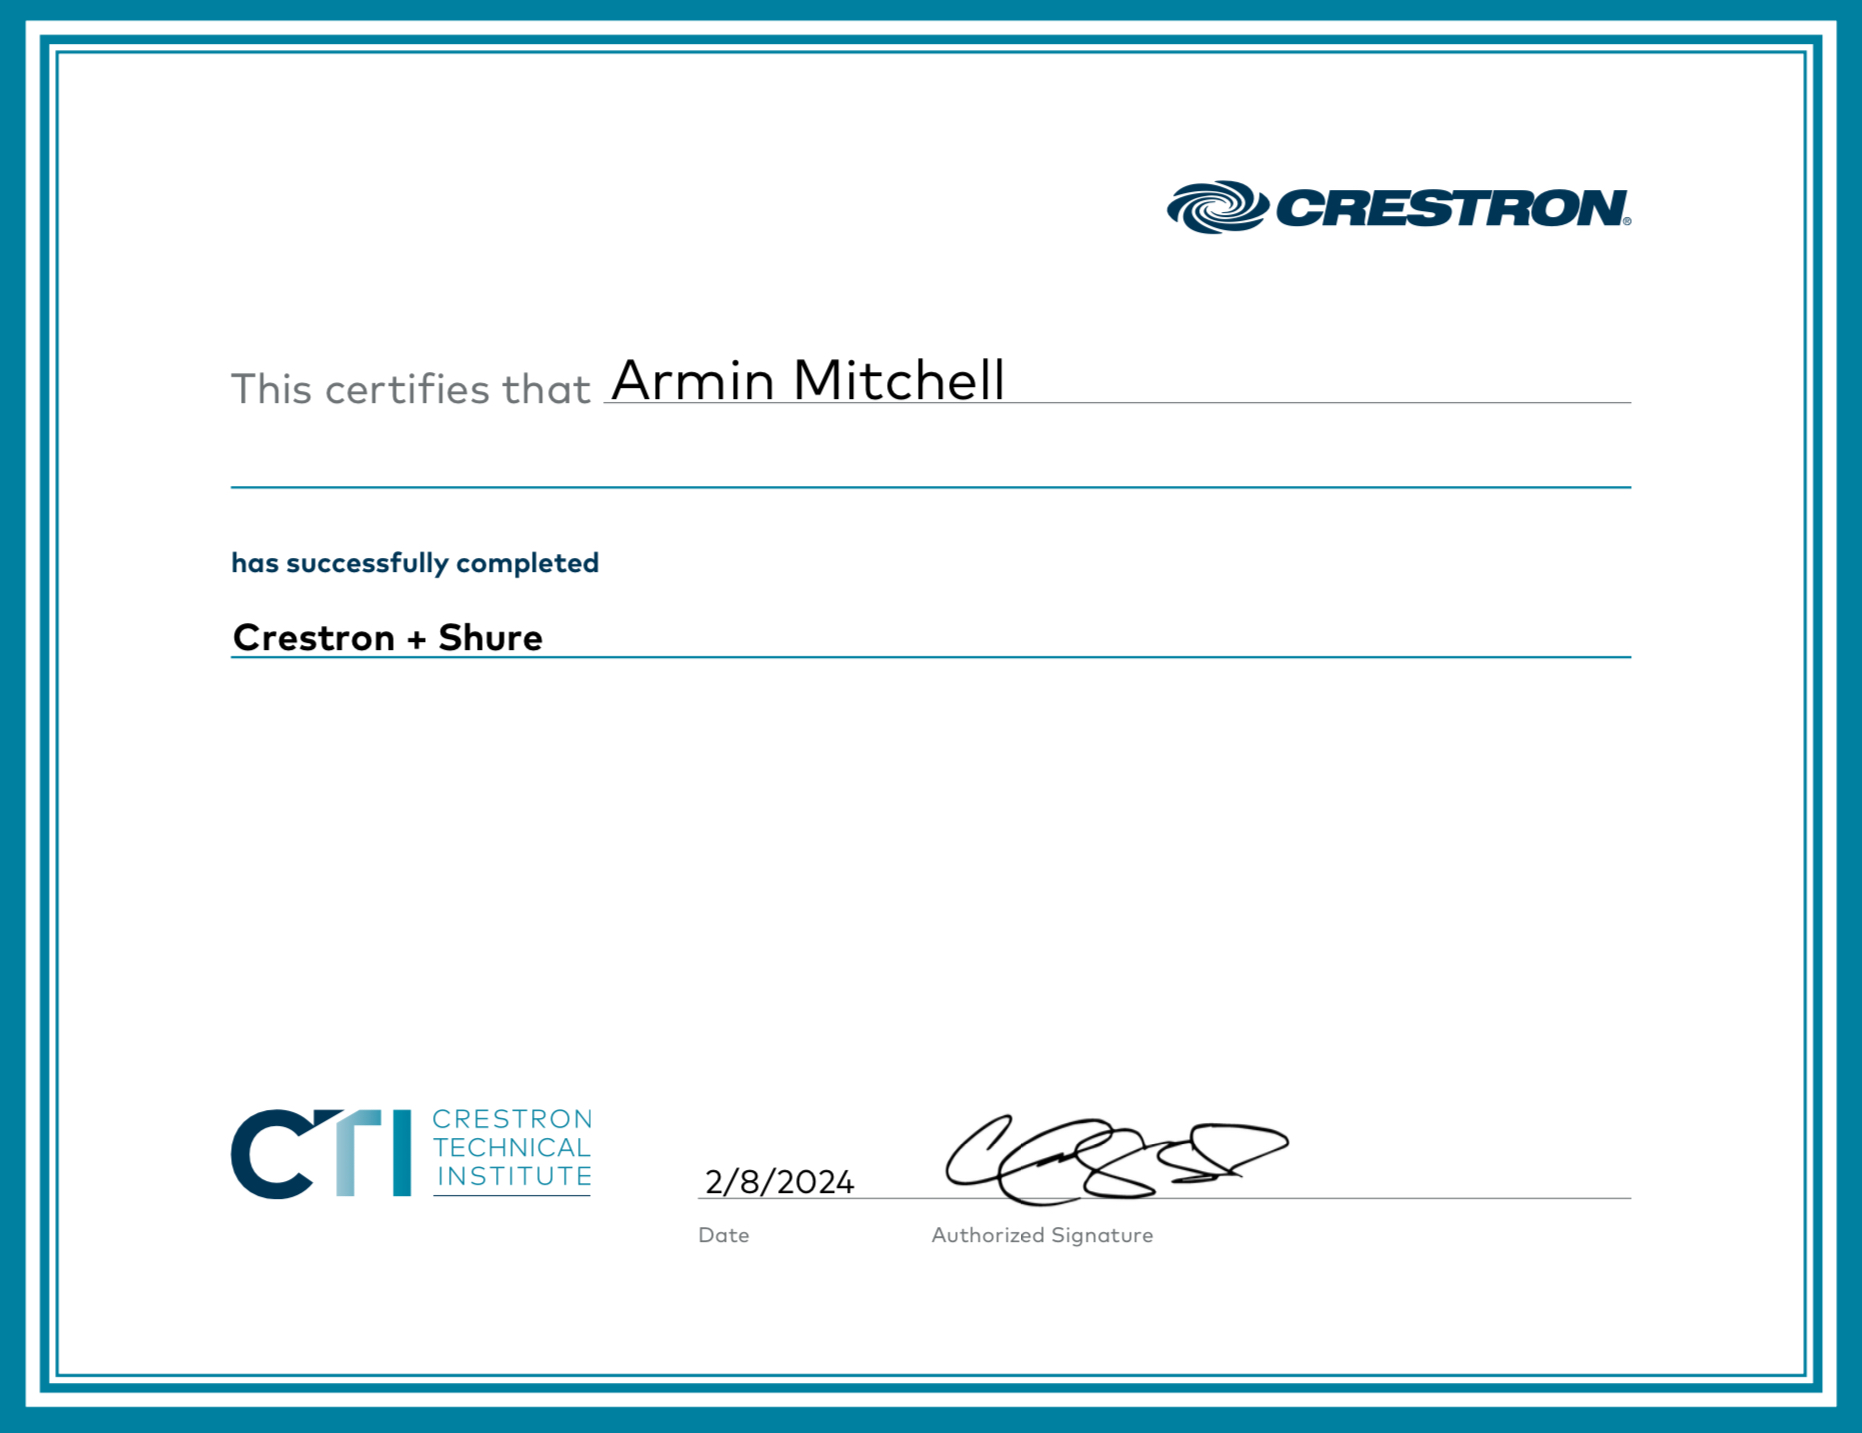 CRESTRON®
This certifies that Armin Mitchell
has successfully completed
Crestron + Shure
CTI
CRESTRON
TECHNICAL
INSTITUTE
2/8/2024
Date
Authorized Signature